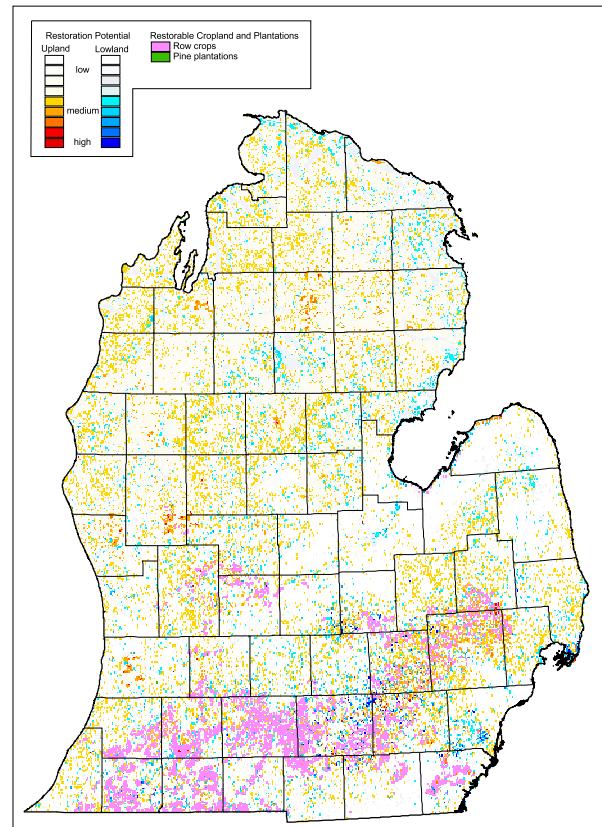 Restoration Potential
Restorable Cropland and Plantations
Upland
Lowland
Row crops
Pine plantations
low
medium
high